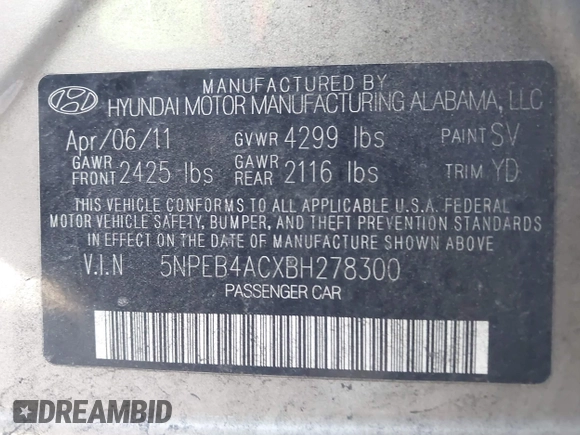 MANUFACTURED BY
HYUNDAI MOTOR MANUFACTURING ALABAMA, LLC
Apr/06/11 GVWR 4299 lbs PAINT SV
GAWR FRONT 2425 lbs GAWR REAR 2116 lbs TRIM YD
THIS VEHICLE CONFORMS TO ALL APPLICABLE U.S.A. FEDERAL
MOTOR VEHICLE SAFETY, BUMPER, AND THEFT PREVENTION STANDARDS
IN EFFECT ON THE DATE OF MANUFACTURE SHOWN ABOVE
V.I.N 5NPEB4ACXBH278300
PASSENGER CAR
DREAMBID